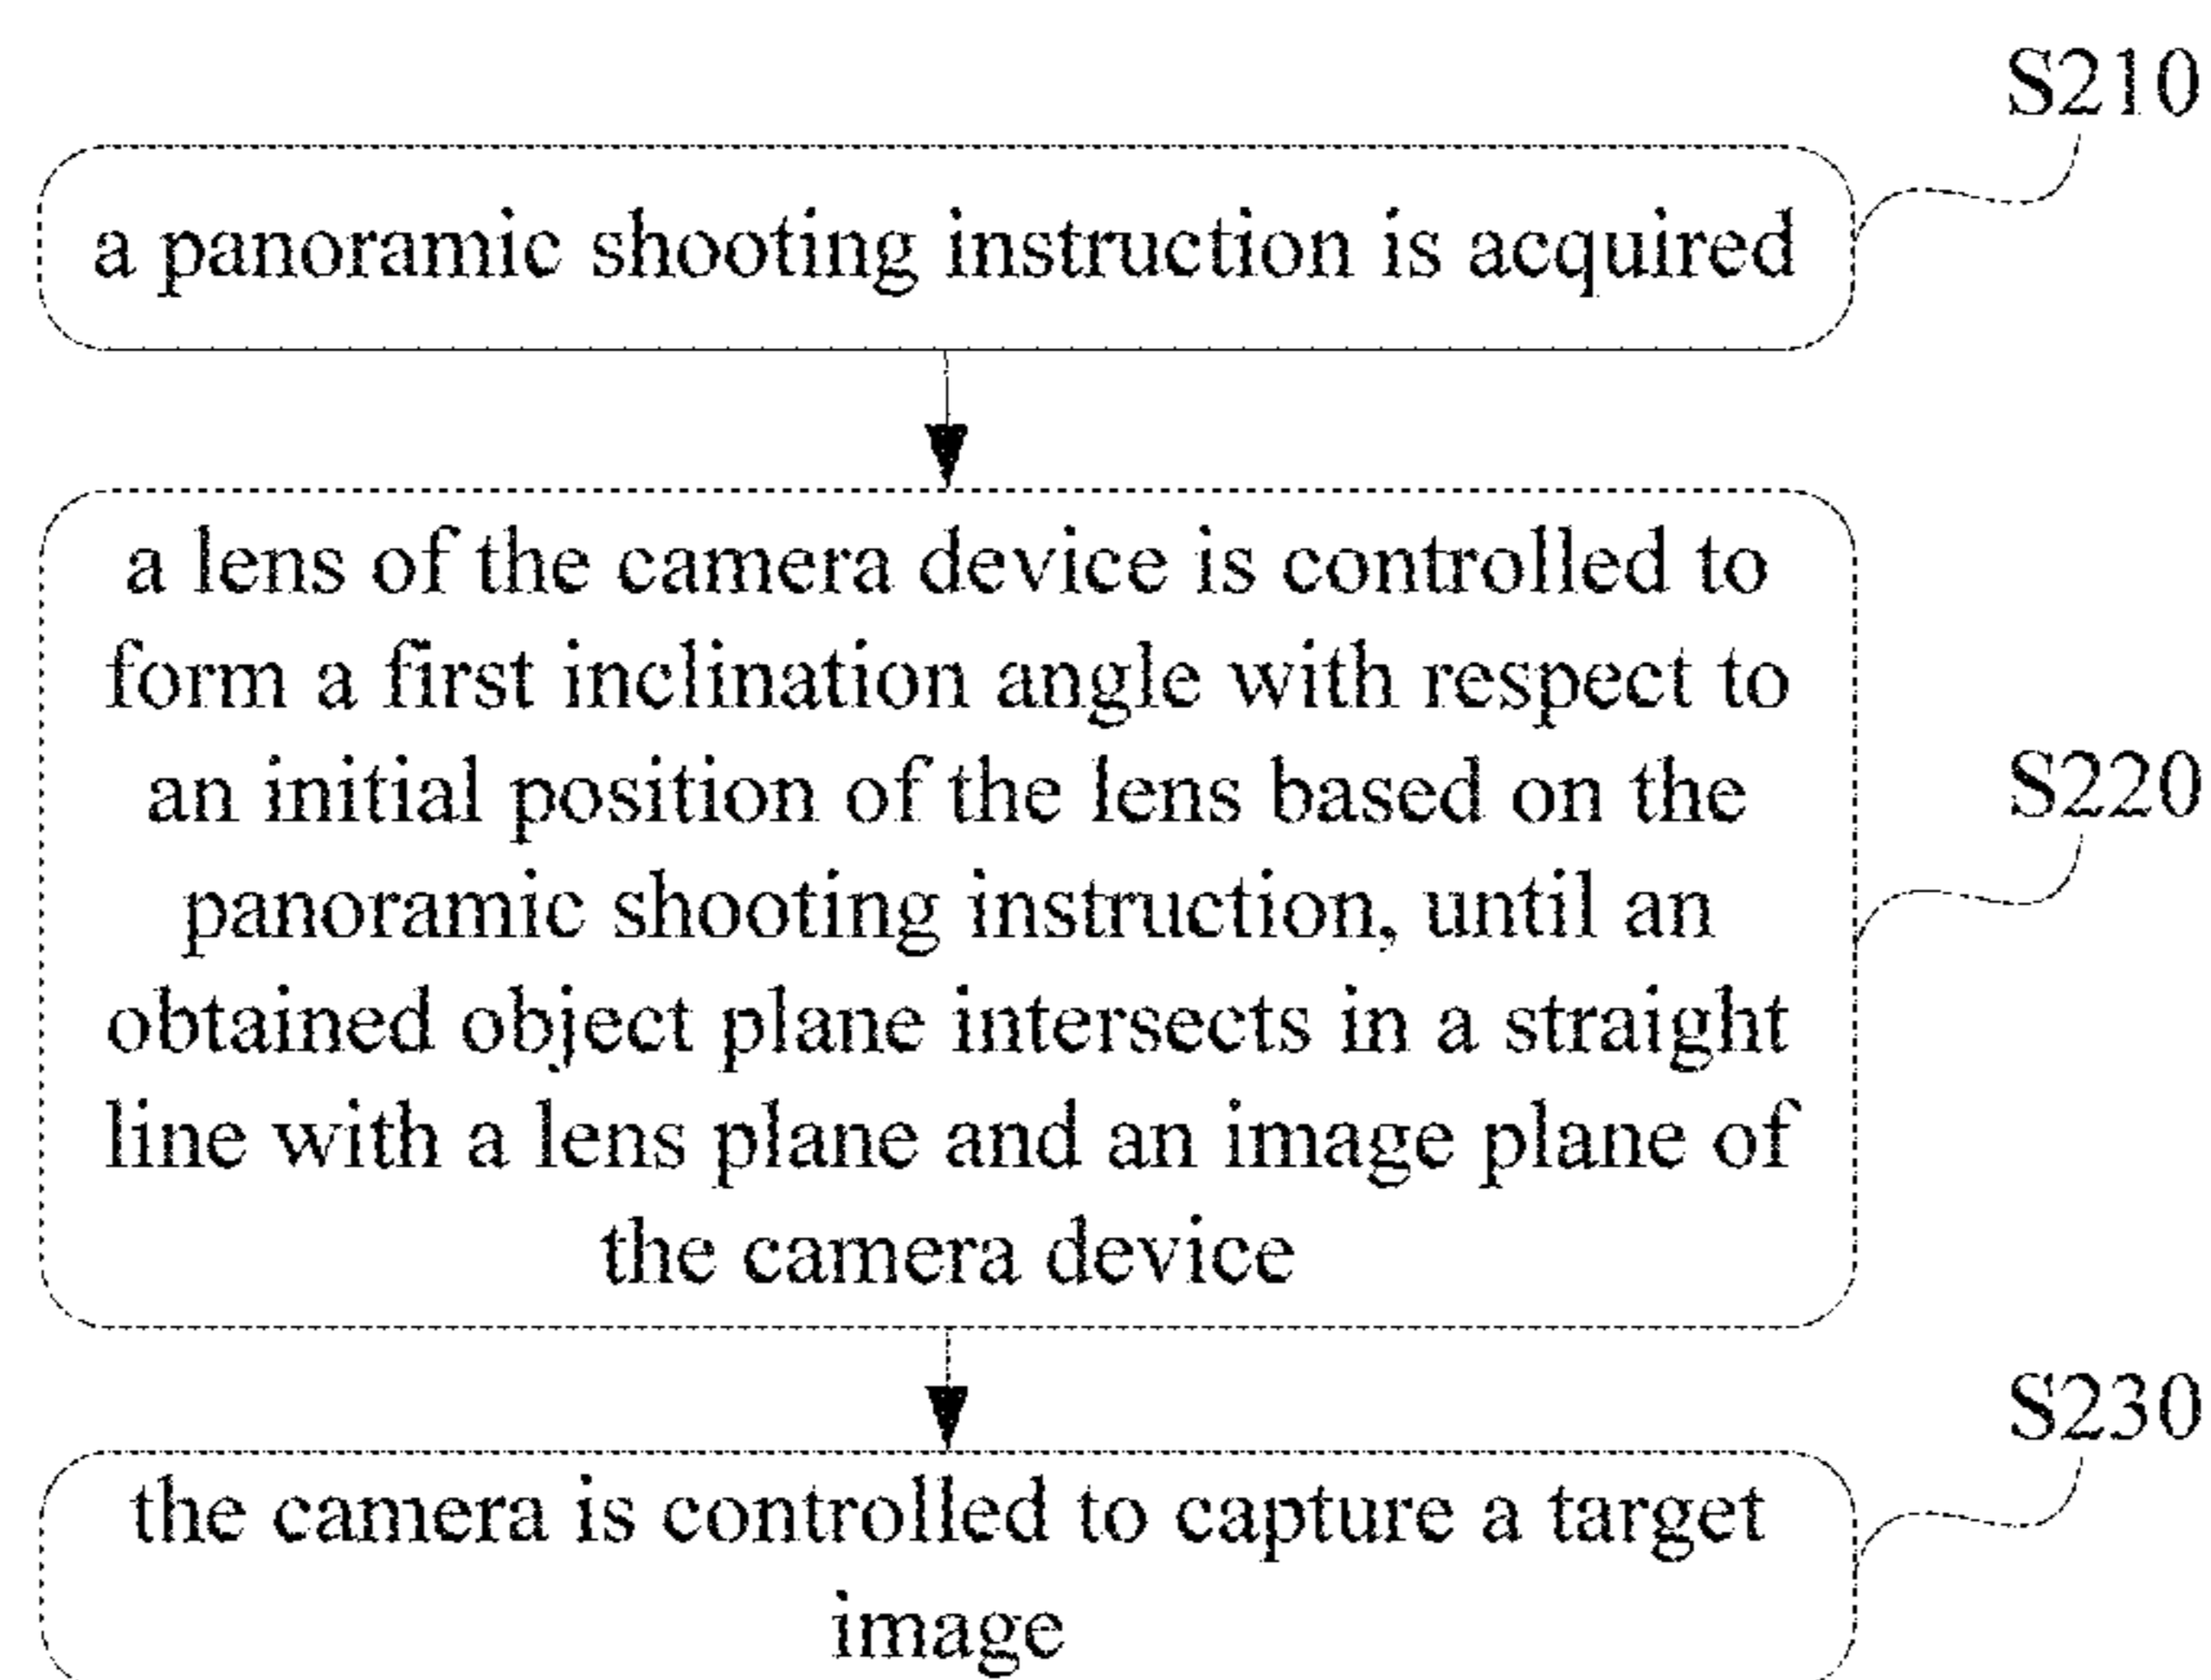 S210
a panoramic shooting instruction is acquired
a lens of the camera device is controlled to
form a first inclination angle with respect to
an initial position of the lens based on the
panoramic shooting instruction, until an
obtained object plane intersects in a straight
line with a lens plane and an image plane of
the camera device
S220
S230
the camera is controlled to capture a target
image